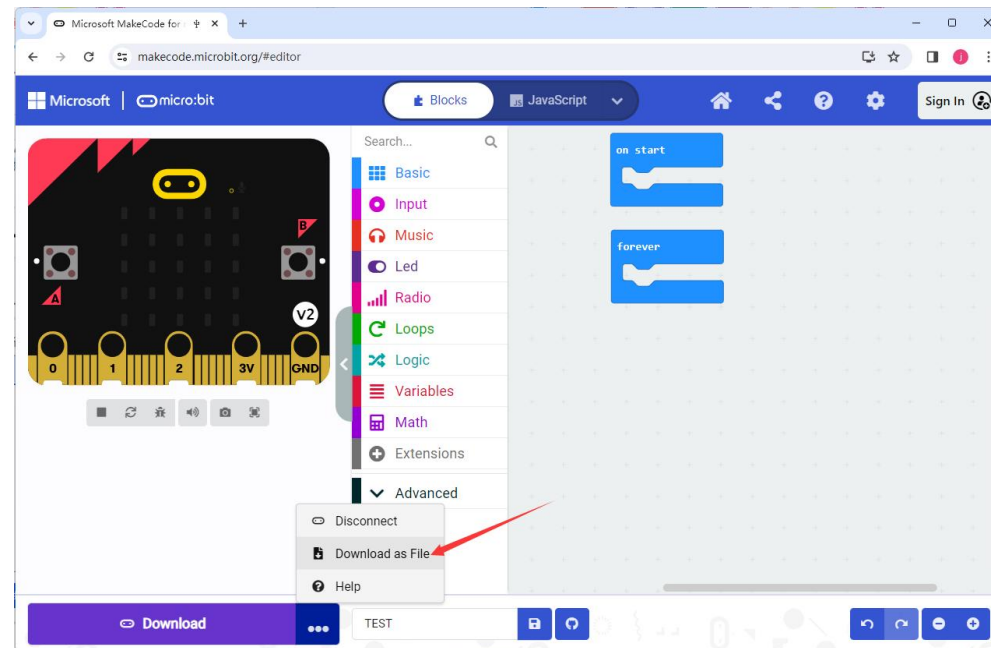 Microsoft MakeCode for
makecode.microbit.org/#editor
Microsoft micro:bit
Blocks
JS JavaScript
Sign In
Search...
Basic
Input
Music
Led
Radio
Loops
Logic
Variables
Math
Extensions
Advanced
B
A
V2
0 1 2 3V GND
on start
forever
Disconnect
Download as File
Help
Download
TEST